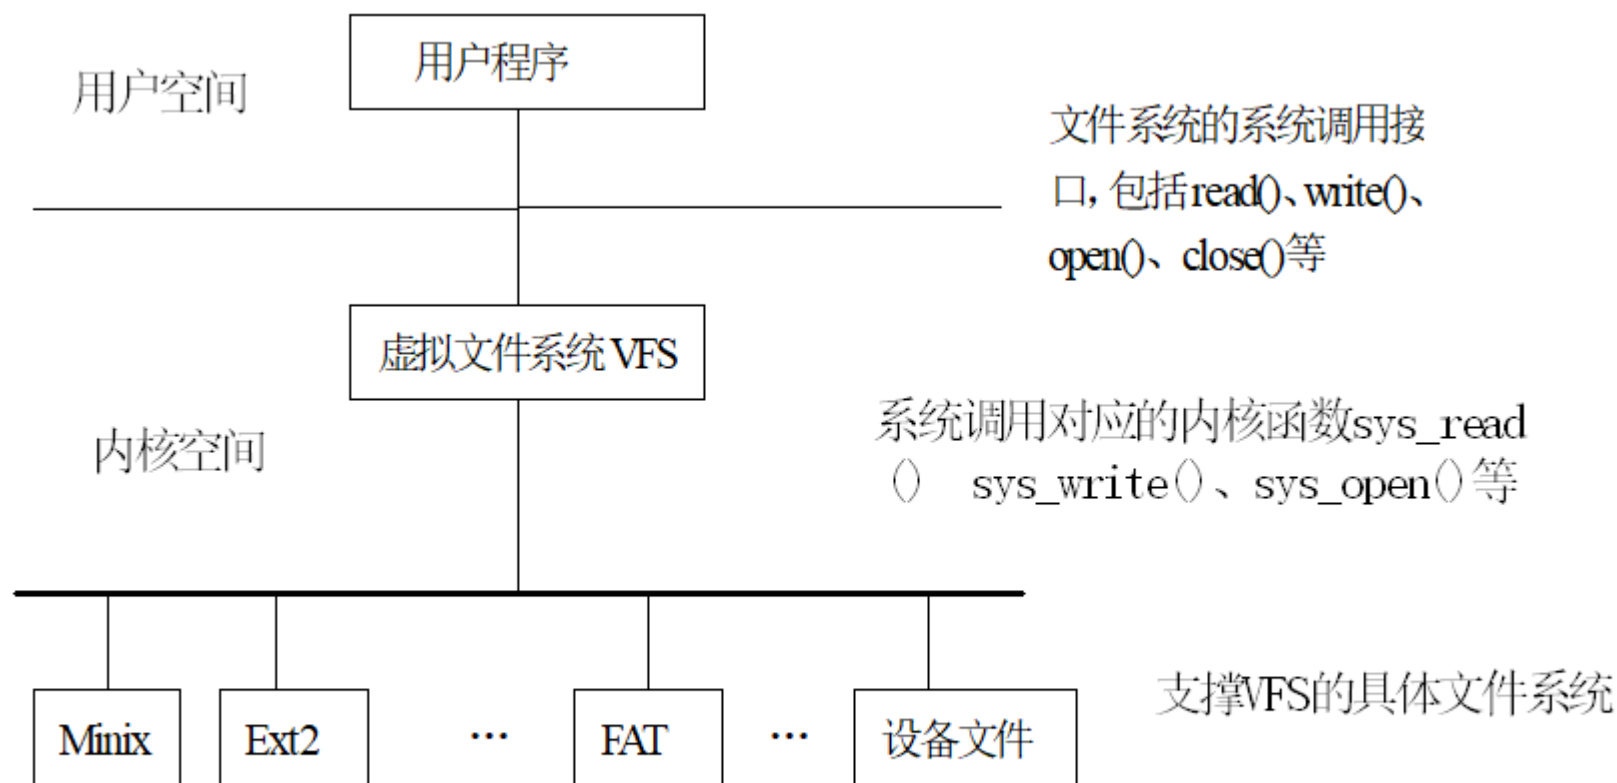 用户程序
用户空间
文件系统的系统调用接
口，包括read()、write()、
open()、close()等
虚拟文件系统VFS
系统调用对应的内核函数sys_read
() sys_write()、sys_open()等
内核空间
支撑VFS的具体文件系统
Minix Ext2 … FAT … 设备文件